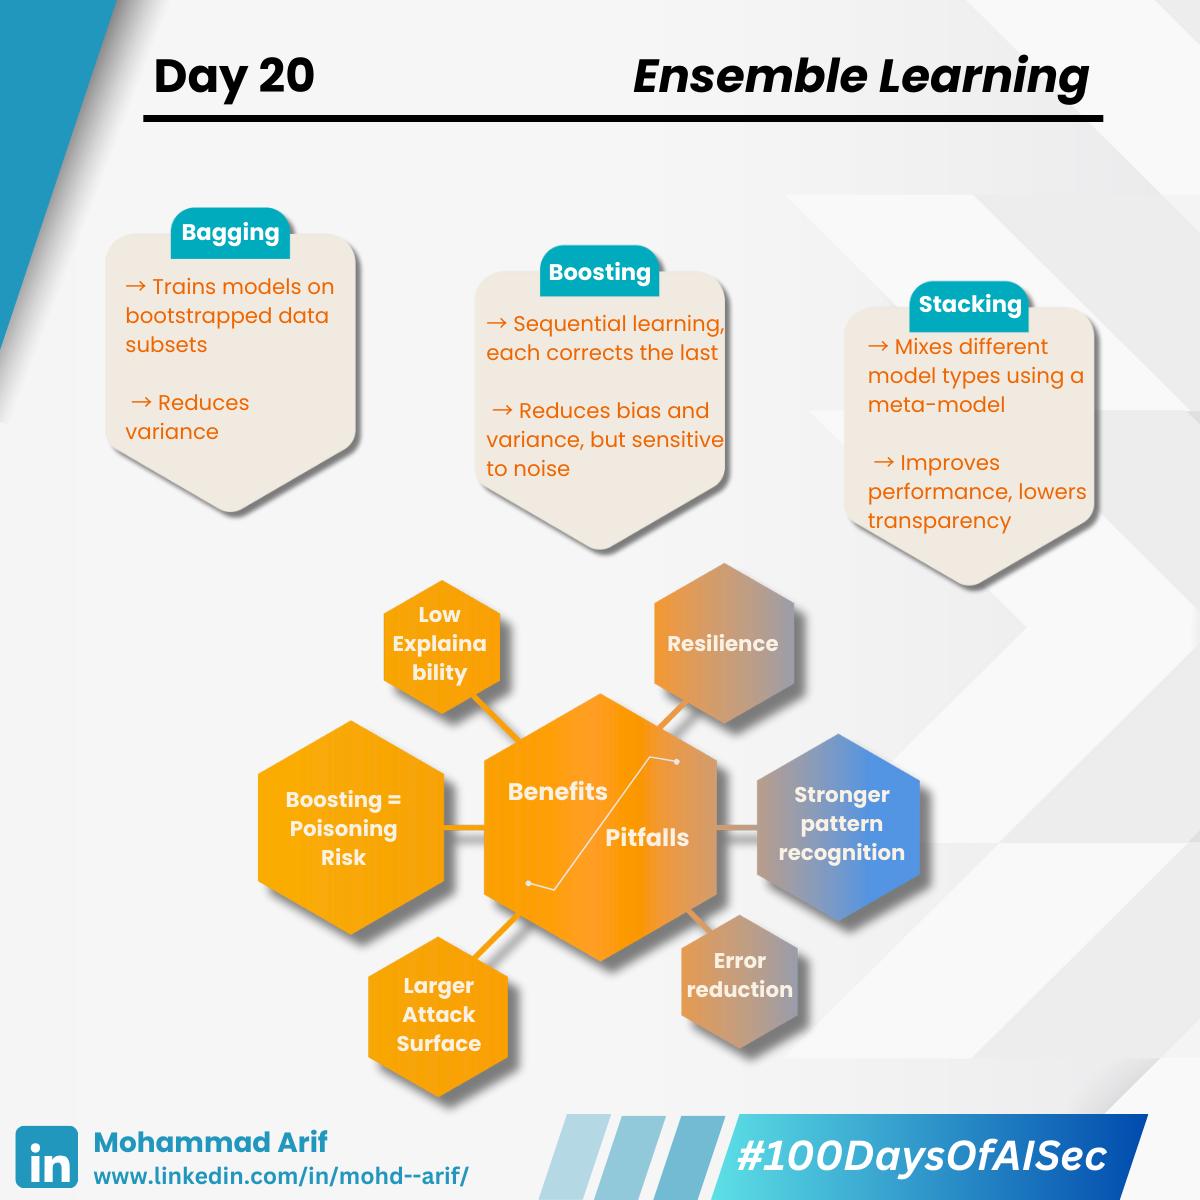 Day 20
Ensemble Learning
Bagging
→ Trains models on
bootstrapped data
subsets
→ Reduces
variance
Boosting
→ Sequential learning,
each corrects the last
→ Reduces bias and
variance, but sensitive
to noise
Stacking
→ Mixes different
model types using a
meta-model
→ Improves
performance, lowers
transparency
Low
Explaina
bility
Resilience
Boosting =
Poisoning
Risk
Benefits
Pitfalls
Stronger
pattern
recognition
Larger
Attack
Surface
Error
reduction
in
Mohammad Arif
www.linkedin.com/in/mohd--arif/
#100DaysOfAISec